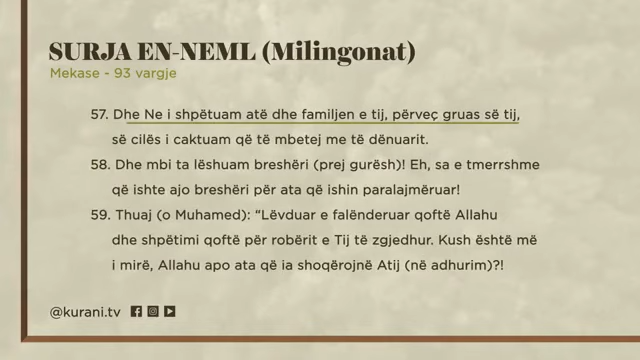 SURJA EN-NEML (Milingonat)
Mekase - 93 vargje
57. Dhe Ne i shpëtuam atë dhe familjen e tij, përveç gruas së tij,
së cilës i caktuam që të mbetej me të dënuarit.
58. Dhe mbi ta lëshuam breshëri (prej gurësh)! Eh, sa e tmerrshme
që ishte ajo breshëri për ata që ishin paralajmëruar!
59. Thuaj (o Muhamed): “Lëvduar e falënderuar qoftë Allahu
dhe shpëtimi qoftë për robërit e Tij të zgjedhur. Kush është më
i mirë, Allahu apo ata që ia shoqërojnë Atij (në adhurim)?!
@kurani.tv